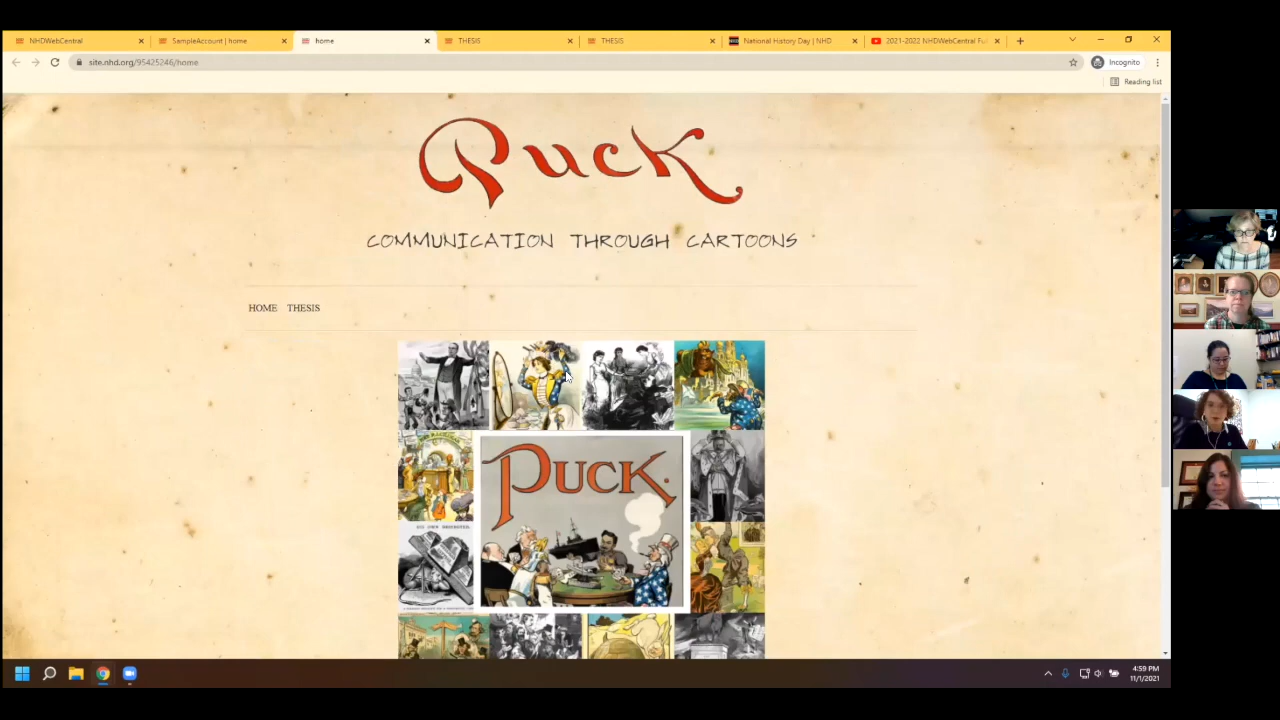 NHDWebCentral
SampleAccount | home
home
THESIS
THESIS
National History Day | NHD
2021-2022 NHDWebCentral Ful
site.nhd.org/95425246/home
Incognito
Reading list
Puck
COMMUNICATION THROUGH CARTOONS
HOME THESIS
PUCK.
4:59 PM
11/1/2021